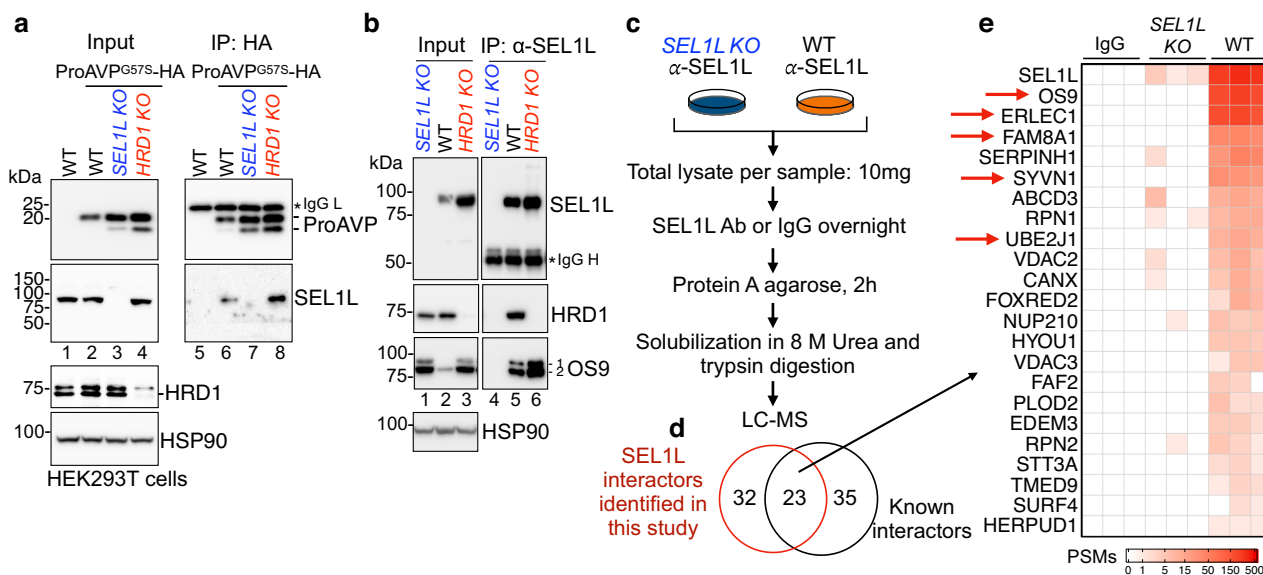 a
Input
IP: HA
ProAVPG57S-HA
ProAVPG57S-HA
WT
WT
SEL1L KO
HRD1 KO
WT
WT
SEL1L KO
HRD1 KO
kDa
25
20
* IgG L
ProAVP
150
100
75
50
SEL1L
1 2 3 4
5 6 7 8
75
HRD1
100
HSP90
HEK293T cells
b
Input
IP: α-SEL1L
SEL1L KO
WT
HRD1 KO
SEL1L KO
WT
HRD1 KO
kDa
100
75
50
SEL1L
* IgG H
75
HRD1
100
75
1
2
OS9
1 2 3 4 5 6
100
HSP90
c
SEL1L KO
α-SEL1L
WT
α-SEL1L
Total lysate per sample: 10mg
SEL1L Ab or IgG overnight
Protein A agarose, 2h
Solubilization in 8 M Urea and
trypsin digestion
LC-MS
d
SEL1L
interactors
identified in
this study
32
23
35
Known
interactors
e
IgG
SEL1L
KO
WT
SEL1L
OS9
ERLEC1
FAM8A1
SERPINH1
SYVN1
ABCD3
RPN1
UBE2J1
VDAC2
CANX
FOXRED2
NUP210
HYOU1
VDAC3
FAF2
PLOD2
EDEM3
RPN2
STT3A
TMED9
SURF4
HERPUD1
PSMs
0 1 5 15 50 150 500